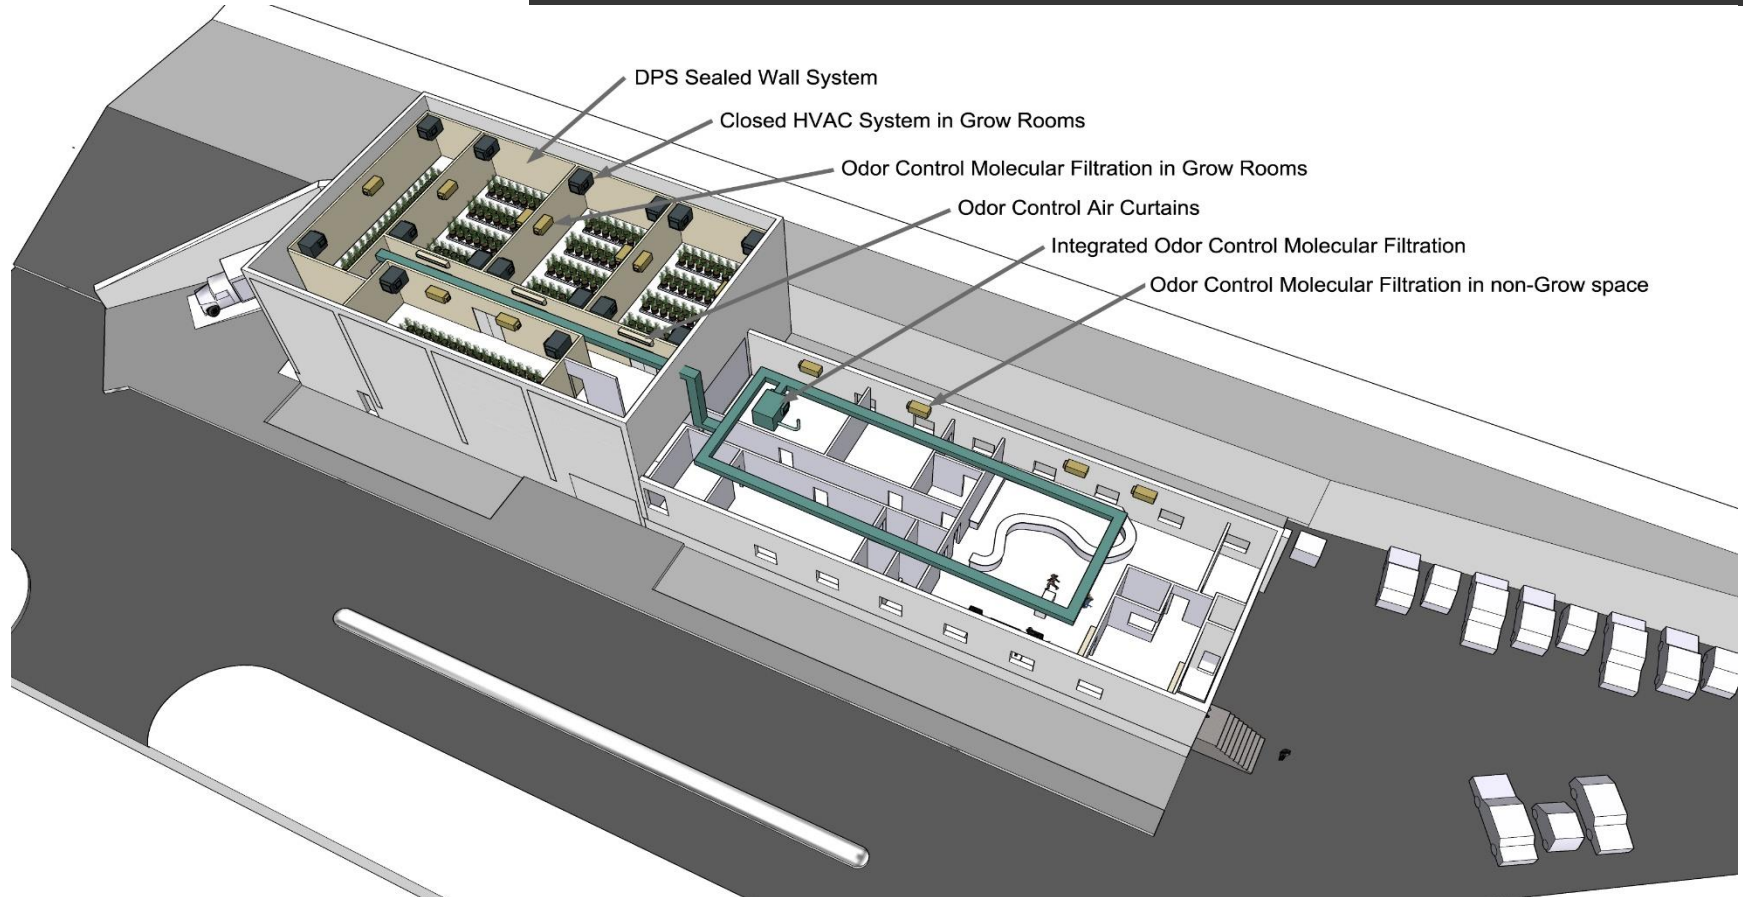 DPS Sealed Wall System
Closed HVAC System in Grow Rooms
Odor Control Molecular Filtration in Grow Rooms
Odor Control Air Curtains
Integrated Odor Control Molecular Filtration
Odor Control Molecular Filtration in non-Grow space